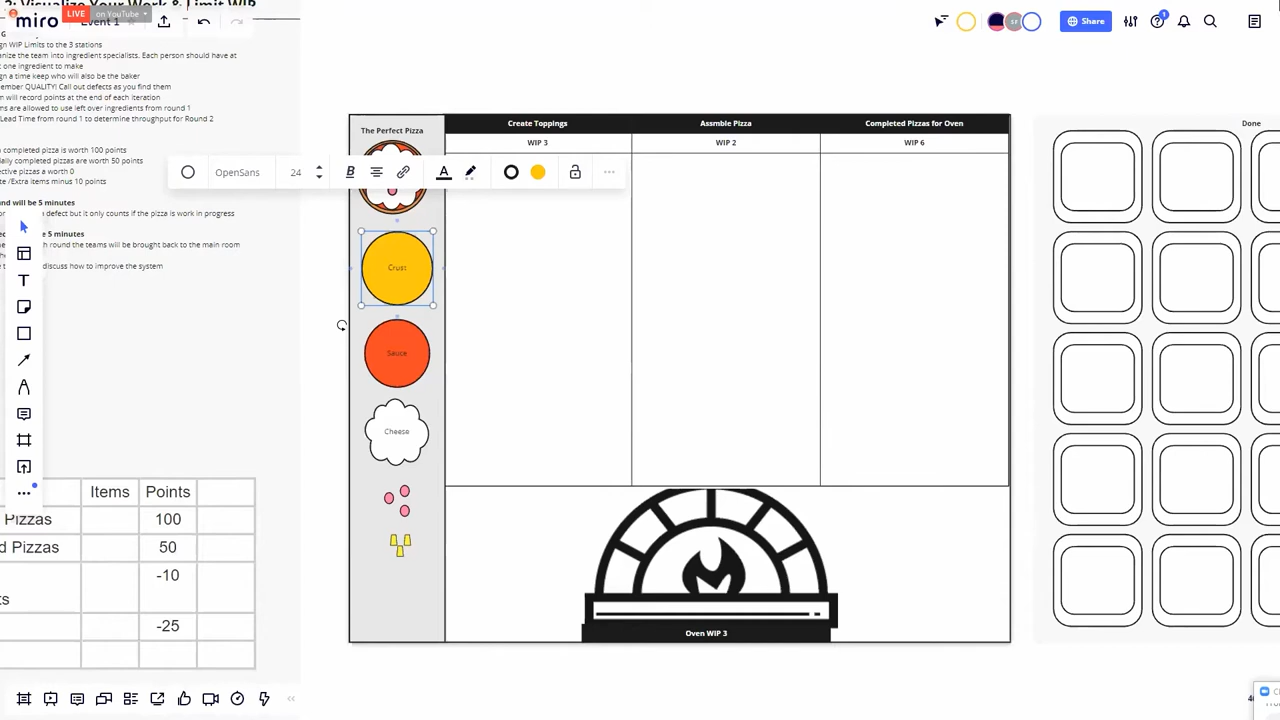 2: Visualize Your Work & Limit WIP
LIVE on YouTube
miro
Event 1
Share
1
SF
ign WIP Limits to the 3 stations
anize the team into ingredient specialists. Each person should have at
t one ingredient to make
ign a time keep who will also be the baker
ember QUALITY! Call out defects as you find them
m will record points at the end of each iteration
ms are allowed to use left over ingredients from round 1
Lead Time from round 1 to determine throughput for Round 2
completed pizza is worth 100 points
ially completed pizzas are worth 50 points
ective pizzas a worth 0
te /Extra items minus 10 points
und will be 5 minutes
a defect but it only counts if the pizza is work in progress
e 5 minutes
h round the teams will be brought back to the main room
discuss how to improve the system
OpenSans
24
B
A
The Perfect Pizza
Create Toppings
Assmble Pizza
Completed Pizzas for Oven
WIP 3
WIP 2
WIP 6
Crust
Sauce
Cheese
Oven WIP 3
Done
Items
Points
Pizzas
100
d Pizzas
50
-10
ts
-25